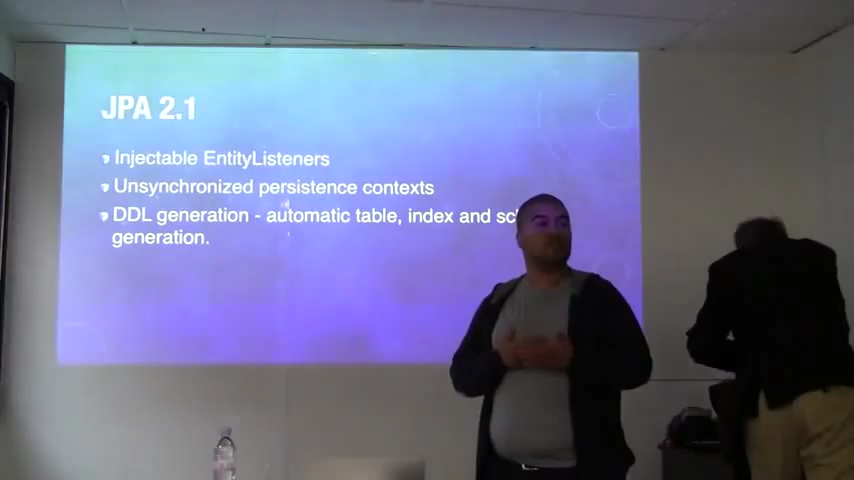 JPA 2.1
Injectable EntityListeners
Unsynchronized persistence contexts
DDL generation - automatic table, index and
generation.